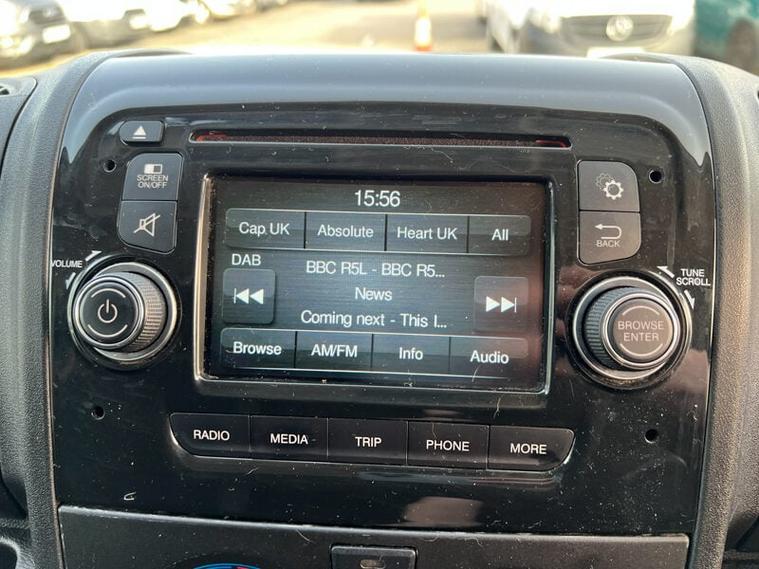 SCREEN
ON/OFF
15:56
Cap UK Absolute Heart UK All
BACK
VOLUME
DAB
BBC R5L - BBC R5...
News
Coming next - This I...
TUNE
SCROLL
BROWSE
ENTER
Browse AM/FM Info Audio
RADIO MEDIA TRIP PHONE MORE